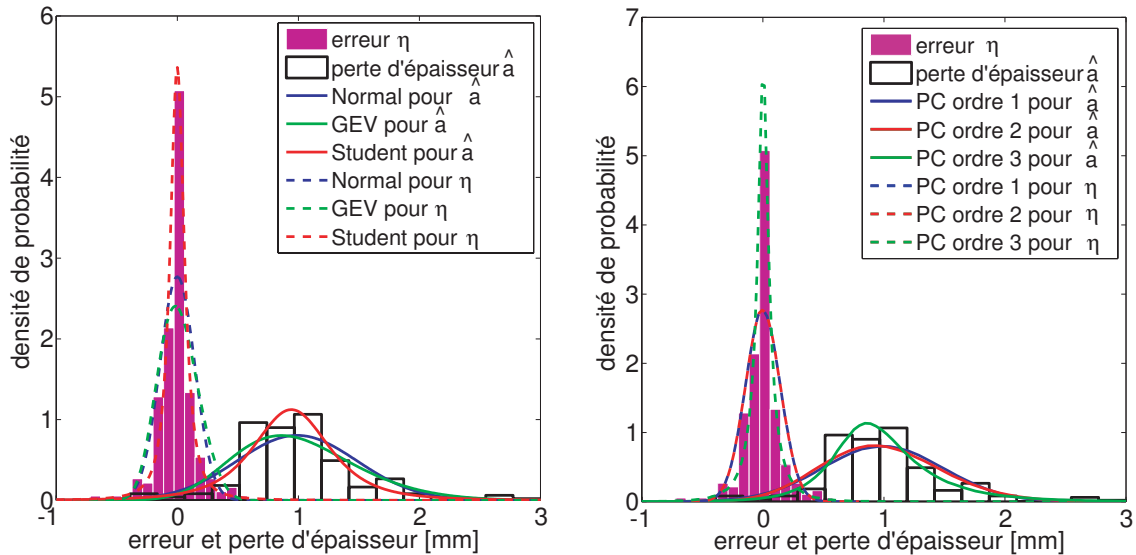 6
5
4
3
2
1
0
-1
0
1
2
3
densité de probabilité
erreur et perte d'épaisseur [mm]
erreur η
perte d'épaisseur â
Normal pour â
GEV pour â
Student pour â
Normal pour η
GEV pour η
Student pour η
7
6
5
4
3
2
1
0
-1
0
1
2
3
densité de probabilité
erreur et perte d'épaisseur [mm]
erreur η
perte d'épaisseur â
PC ordre 1 pour â
PC ordre 2 pour â
PC ordre 3 pour â
PC ordre 1 pour η
PC ordre 2 pour η
PC ordre 3 pour η